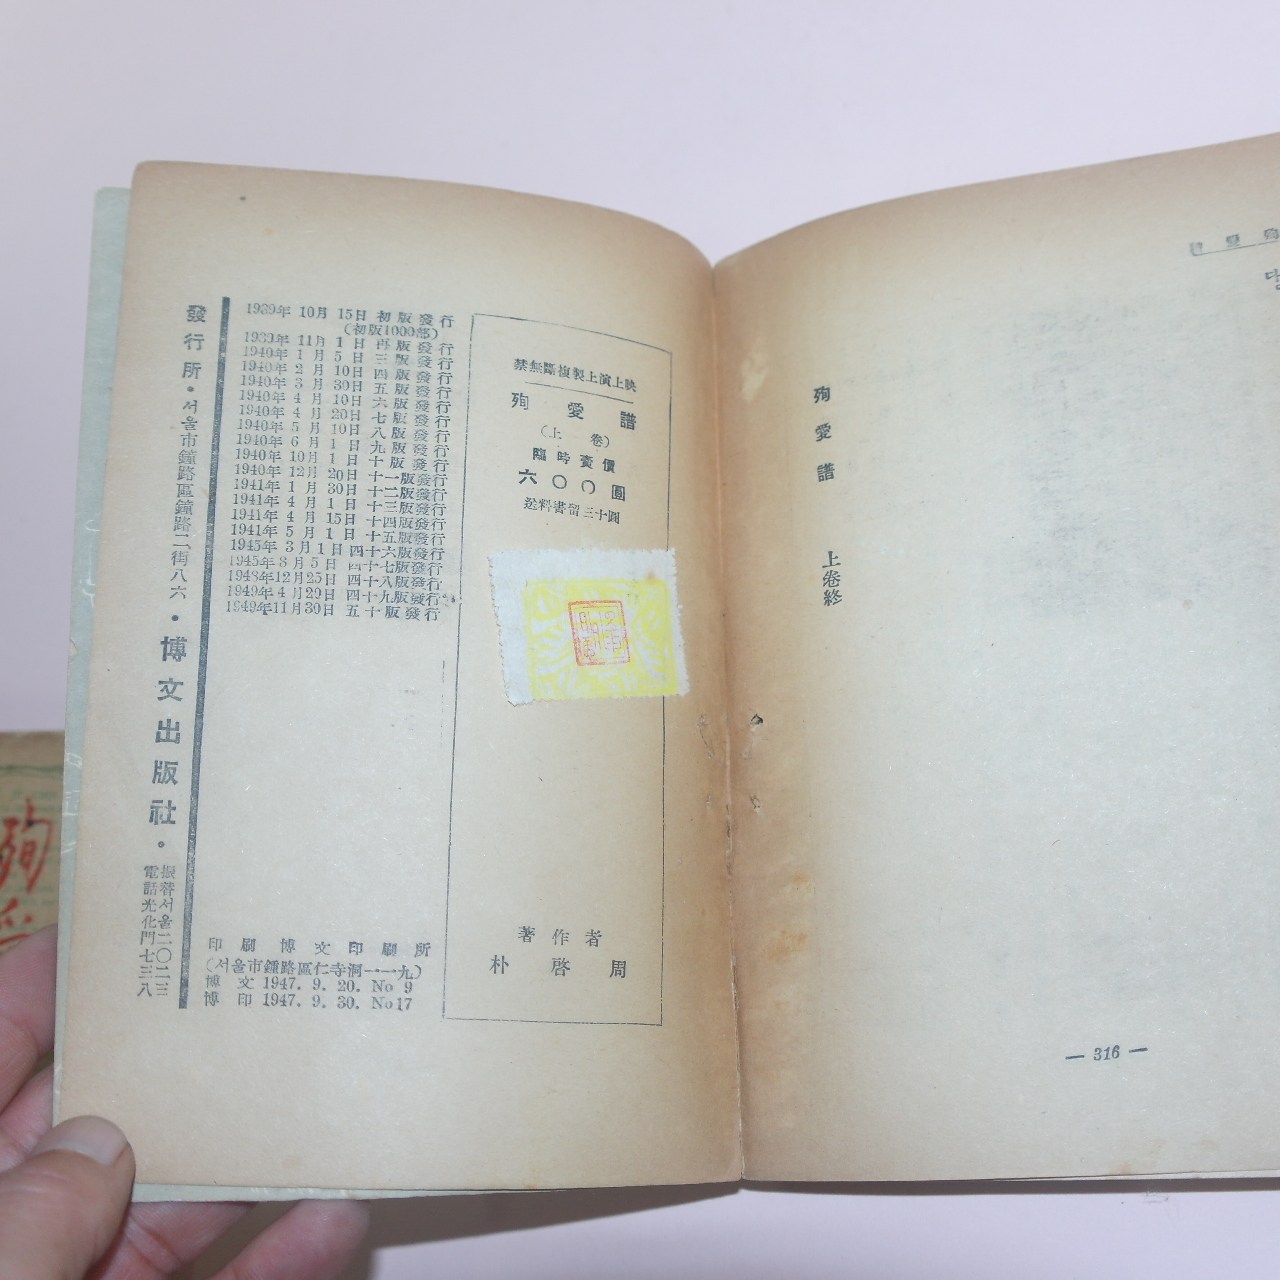 殉愛譜 上卷終
— 316 —
禁無斷複製上演上映
殉愛譜
(上卷)
臨時賣價
六〇〇圓
送料書留三十圓
著作者
朴啓周
1939年 10月 15日 初版發行
(初版1000部)
1939年 11月 1日 再版發行
1940年 1月 5日 三版發行
1940年 2月 10日 四版發行
1940年 3月 30日 五版發行
1940年 4月 10日 六版發行
1940年 4月 20日 七版發行
1940年 5月 10日 八版發行
1940年 6月 1日 九版發行
1940年 10月 1日 十版發行
1940年 12月 20日 十一版發行
1941年 1月 30日 十二版發行
1941年 4月 1日 十三版發行
1941年 4月 15日 十四版發行
1941年 5月 1日 十五版發行
1945年 3月 1日 四十六版發行
1945年 8月 5日 四十七版發行
1948年 12月 25日 四十八版發行
1949年 4月 20日 四十九版發行
1949年 11月 30日 五十版發行
印刷 博文印刷所
(서울市鍾路區仁寺洞一一九)
博文 1947. 9. 20. No 9
博印 1947. 9. 30. No 17
發行所・서울市鐘路區鐘路二街八六・博文出版社・
振替서울二〇二三
電話光化門七三八